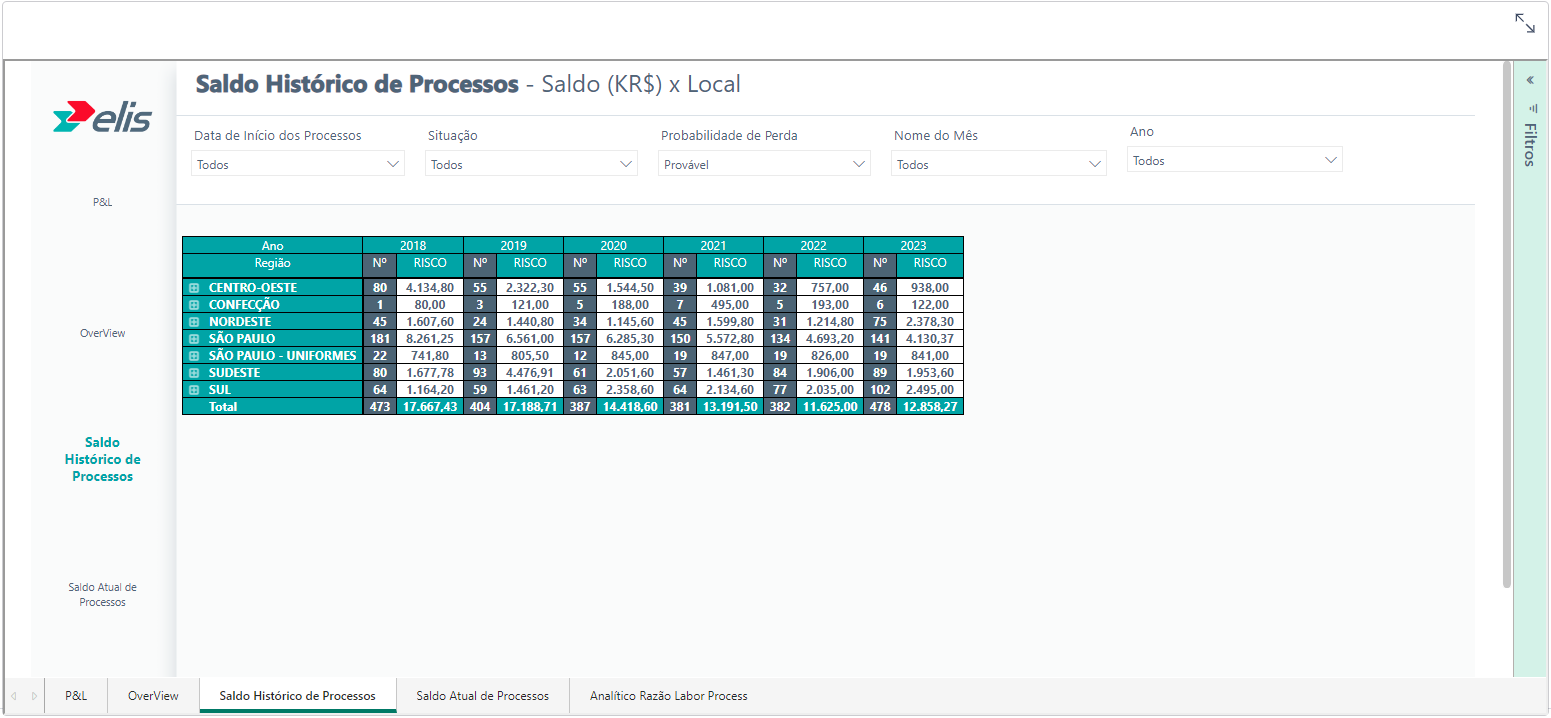 Saldo Histórico de Processos - Saldo (KR$) x Local
elis
Data de Início dos Processos
Todos
Situação
Todos
Probabilidade de Perda
Provável
Nome do Mês
Todos
Ano
Todos
Filtros
P&L
OverView
Saldo
Histórico de
Processos
Saldo Atual de
Processos
Ano 2018 2019 2020 2021 2022 2023
Região Nº RISCO Nº RISCO Nº RISCO Nº RISCO Nº RISCO Nº RISCO
CENTRO-OESTE 80 4.134,80 55 2.322,30 55 1.544,50 39 1.081,00 32 757,00 46 938,00
CONFECÇÃO 1 80,00 3 121,00 5 188,00 7 495,00 5 193,00 6 122,00
NORDESTE 45 1.607,60 24 1.440,80 34 1.145,60 45 1.599,80 31 1.214,80 75 2.378,30
SÃO PAULO 181 8.261,25 157 6.561,00 157 6.285,30 150 5.572,80 134 4.693,20 141 4.130,37
SÃO PAULO - UNIFORMES 22 741,80 13 805,50 12 845,00 19 847,00 19 826,00 19 841,00
SUDESTE 80 1.677,78 93 4.476,91 61 2.051,60 57 1.461,30 84 1.906,00 89 1.953,60
SUL 64 1.164,20 59 1.461,20 63 2.358,60 64 2.134,60 77 2.035,00 102 2.495,00
Total 473 17.667,43 404 17.188,71 387 14.418,60 381 13.191,50 382 11.625,00 478 12.858,27
P&L
OverView
Saldo Histórico de Processos
Saldo Atual de Processos
Analítico Razão Labor Process